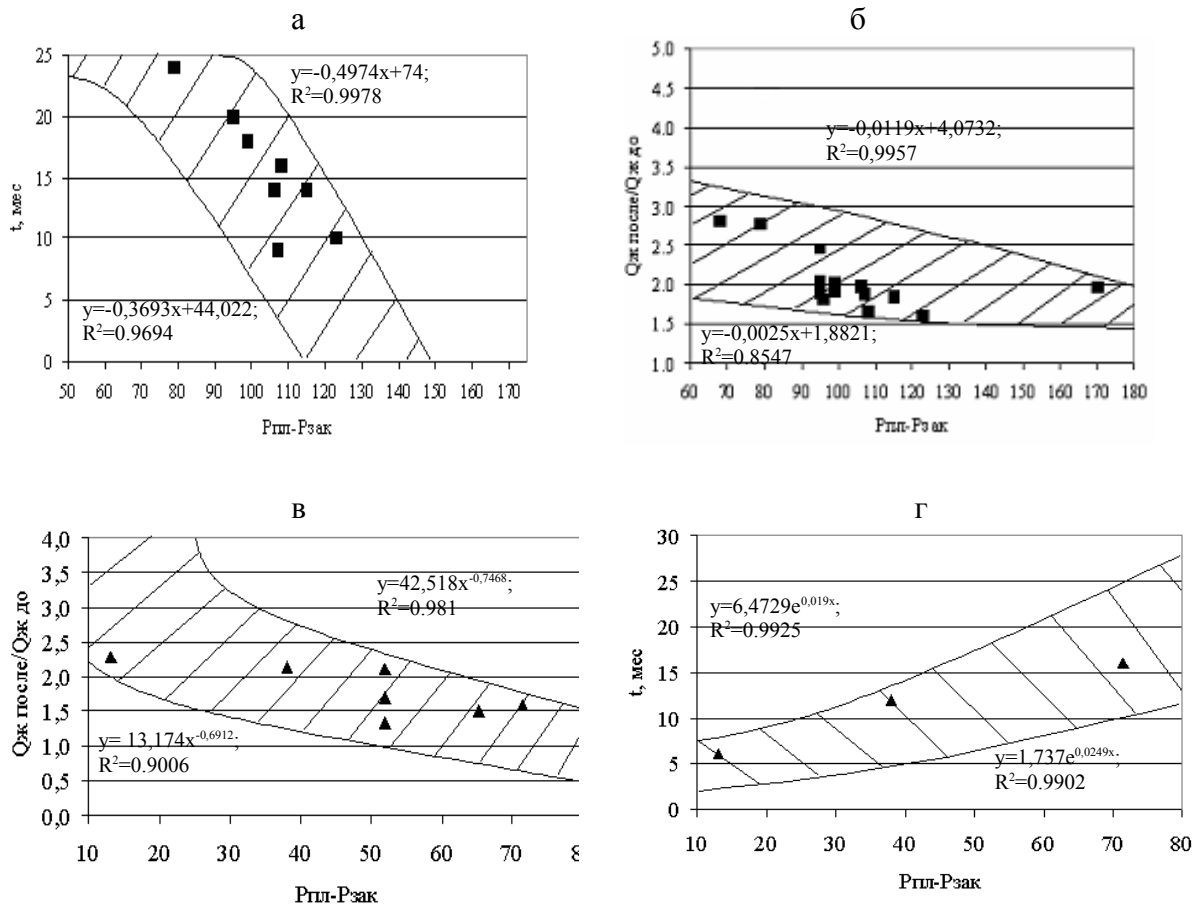 а
25
20
15
10
5
0
t, мес
y=-0,4974x+74;
R²=0.9978
y=-0,3693x+44,022;
R²=0.9694
50 60 70 80 90 100 110 120 130 140 150 160 170
Рпл-Рзак
б
5.0
4.5
4.0
3.5
3.0
2.5
2.0
1.5
1.0
Qж после/Qж до
y=-0,0119x+4,0732;
R²=0,9957
y=-0,0025x+1,8821;
R²=0.8547
60 70 80 90 100 110 120 130 140 150 160 170 180
Рпл-Рзак
в
4,0
3,5
3,0
2,5
2,0
1,5
1,0
0,5
0,0
Qж после/Qж до
y=42,518x^-0,7468;
R²=0.981
y= 13,174x^-0,6912;
R²=0.9006
10 20 30 40 50 60 70
Рпл-Рзак
г
30
25
20
15
10
5
0
t, мес
y=6,4729e^0,019x;
R²=0.9925
y=1,737e^0,0249x;
R²=0.9902
10 20 30 40 50 60 70 80
Рпл-Рзак